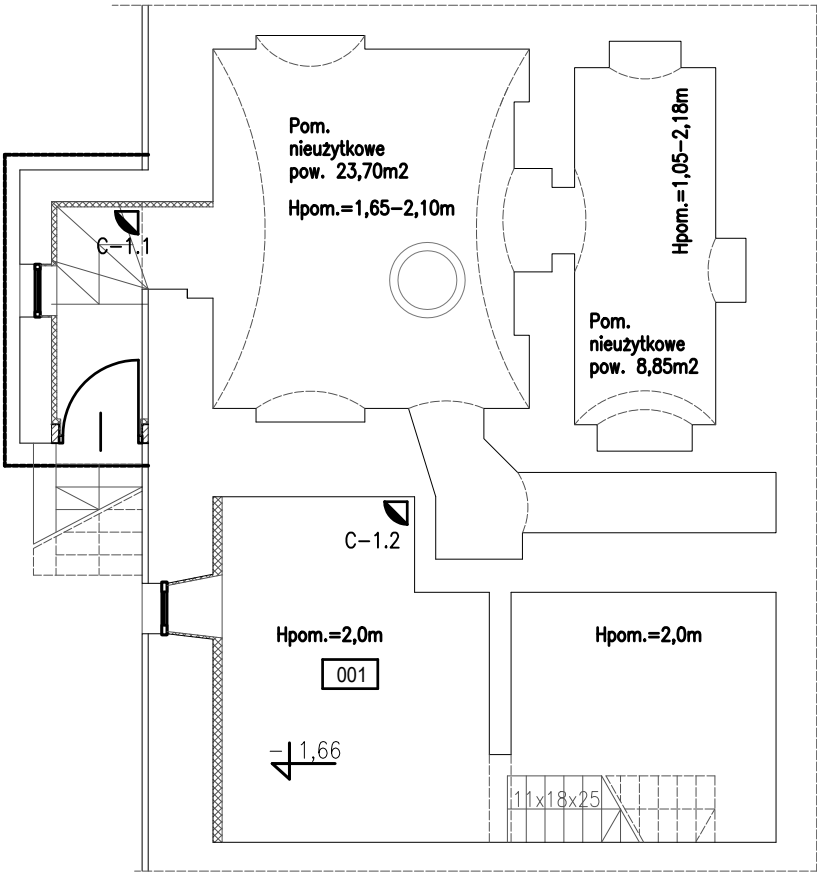 Pom.
nieużytkowe
pow. 23,70m2
Hpom.=1,65-2,10m
Hpom.=1,05-2,18m
C-1.1
Pom.
nieużytkowe
pow. 8,85m2
C-1.2
Hpom.=2,0m
Hpom.=2,0m
001
-1,66
11x18x25